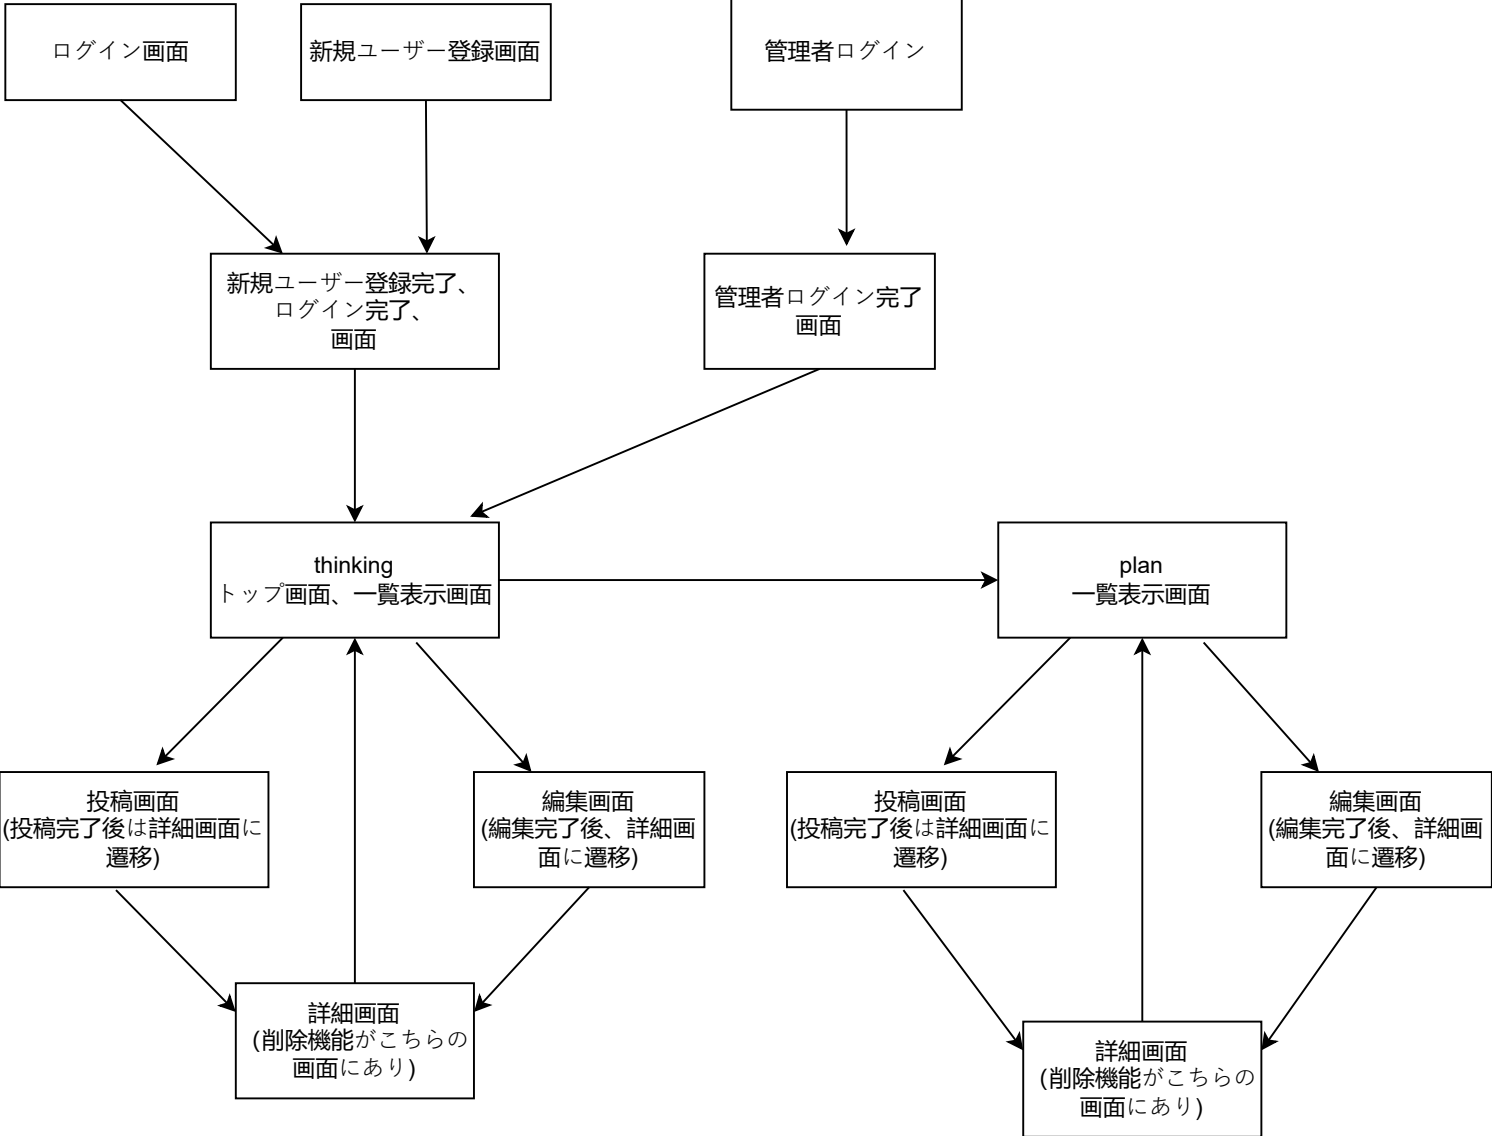 ログイン画面
新規ユーザー登録画面
管理者ログイン
新規ユーザー登録完了、
ログイン完了、
画面
管理者ログイン完了
画面
thinking
トップ画面、一覧表示画面
plan
一覧表示画面
投稿画面
(投稿完了後は詳細画面に
遷移)
編集画面
(編集完了後、詳細画
面に遷移)
投稿画面
(投稿完了後は詳細画面に
遷移)
編集画面
(編集完了後、詳細画
面に遷移)
詳細画面
(削除機能がこちらの
画面にあり)
詳細画面
(削除機能がこちらの
画面にあり)